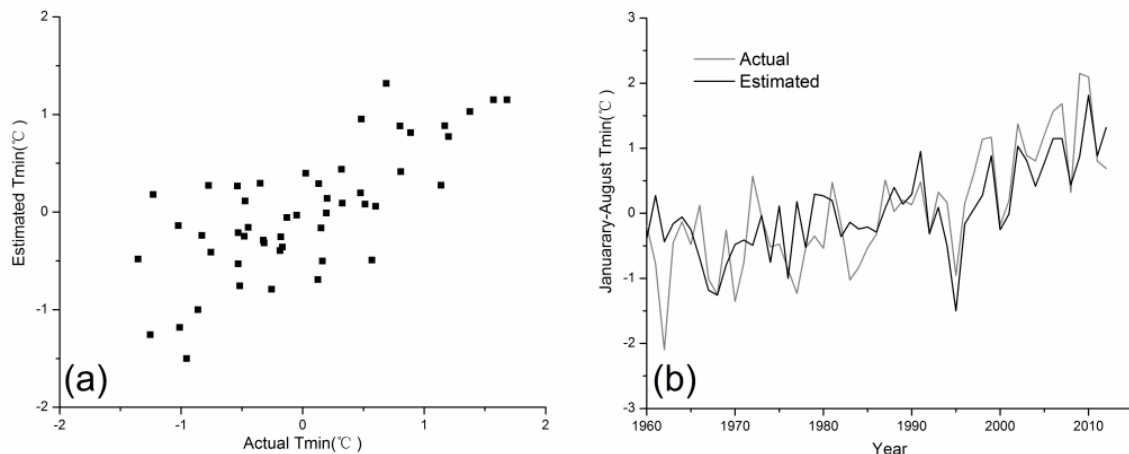 2
1
0
-1
-2
Estimated Tmin(℃)
-2
-1
0
1
2
Actual Tmin(℃)
(a)
3
2
1
0
-1
-2
-3
Januarary-August Tmin(℃)
Actual
Estimated
1960
1970
1980
1990
2000
2010
Year
(b)